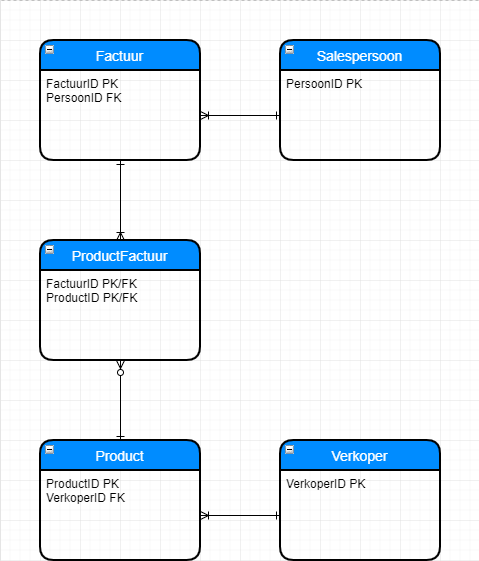 Factuur
FactuurID PK
PersoonID FK
Salespersoon
PersoonID PK
ProductFactuur
FactuurID PK/FK
ProductID PK/FK
Product
ProductID PK
VerkoperID FK
Verkoper
VerkoperID PK